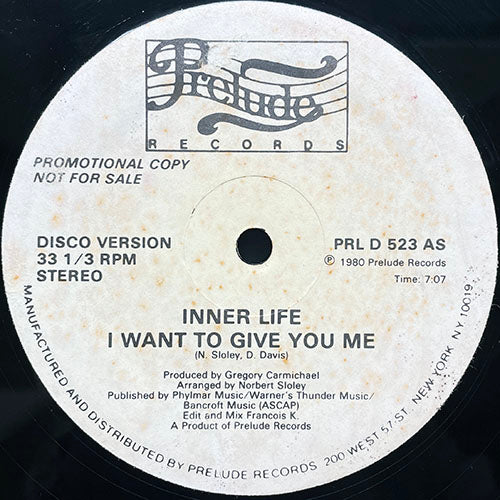 Prelude
RECORDS
PROMOTIONAL COPY
NOT FOR SALE
DISCO VERSION
33 1/3 RPM
STEREO
PRL D 523 AS
Ⓟ 1980 Prelude Records
Time: 7:07
INNER LIFE
I WANT TO GIVE YOU ME
(N. Sloley, D. Davis)
Produced by Gregory Carmichael
Arranged by Norbert Sloley
Published by Phylmar Music/Warner's Thunder Music/
Bancroft Music (ASCAP)
Edit and Mix Francois K.
A Product of Prelude Records
MANUFACTURED AND DISTRIBUTED BY PRELUDE RECORDS 200 WEST 57 ST. NEW YORK NY 10019